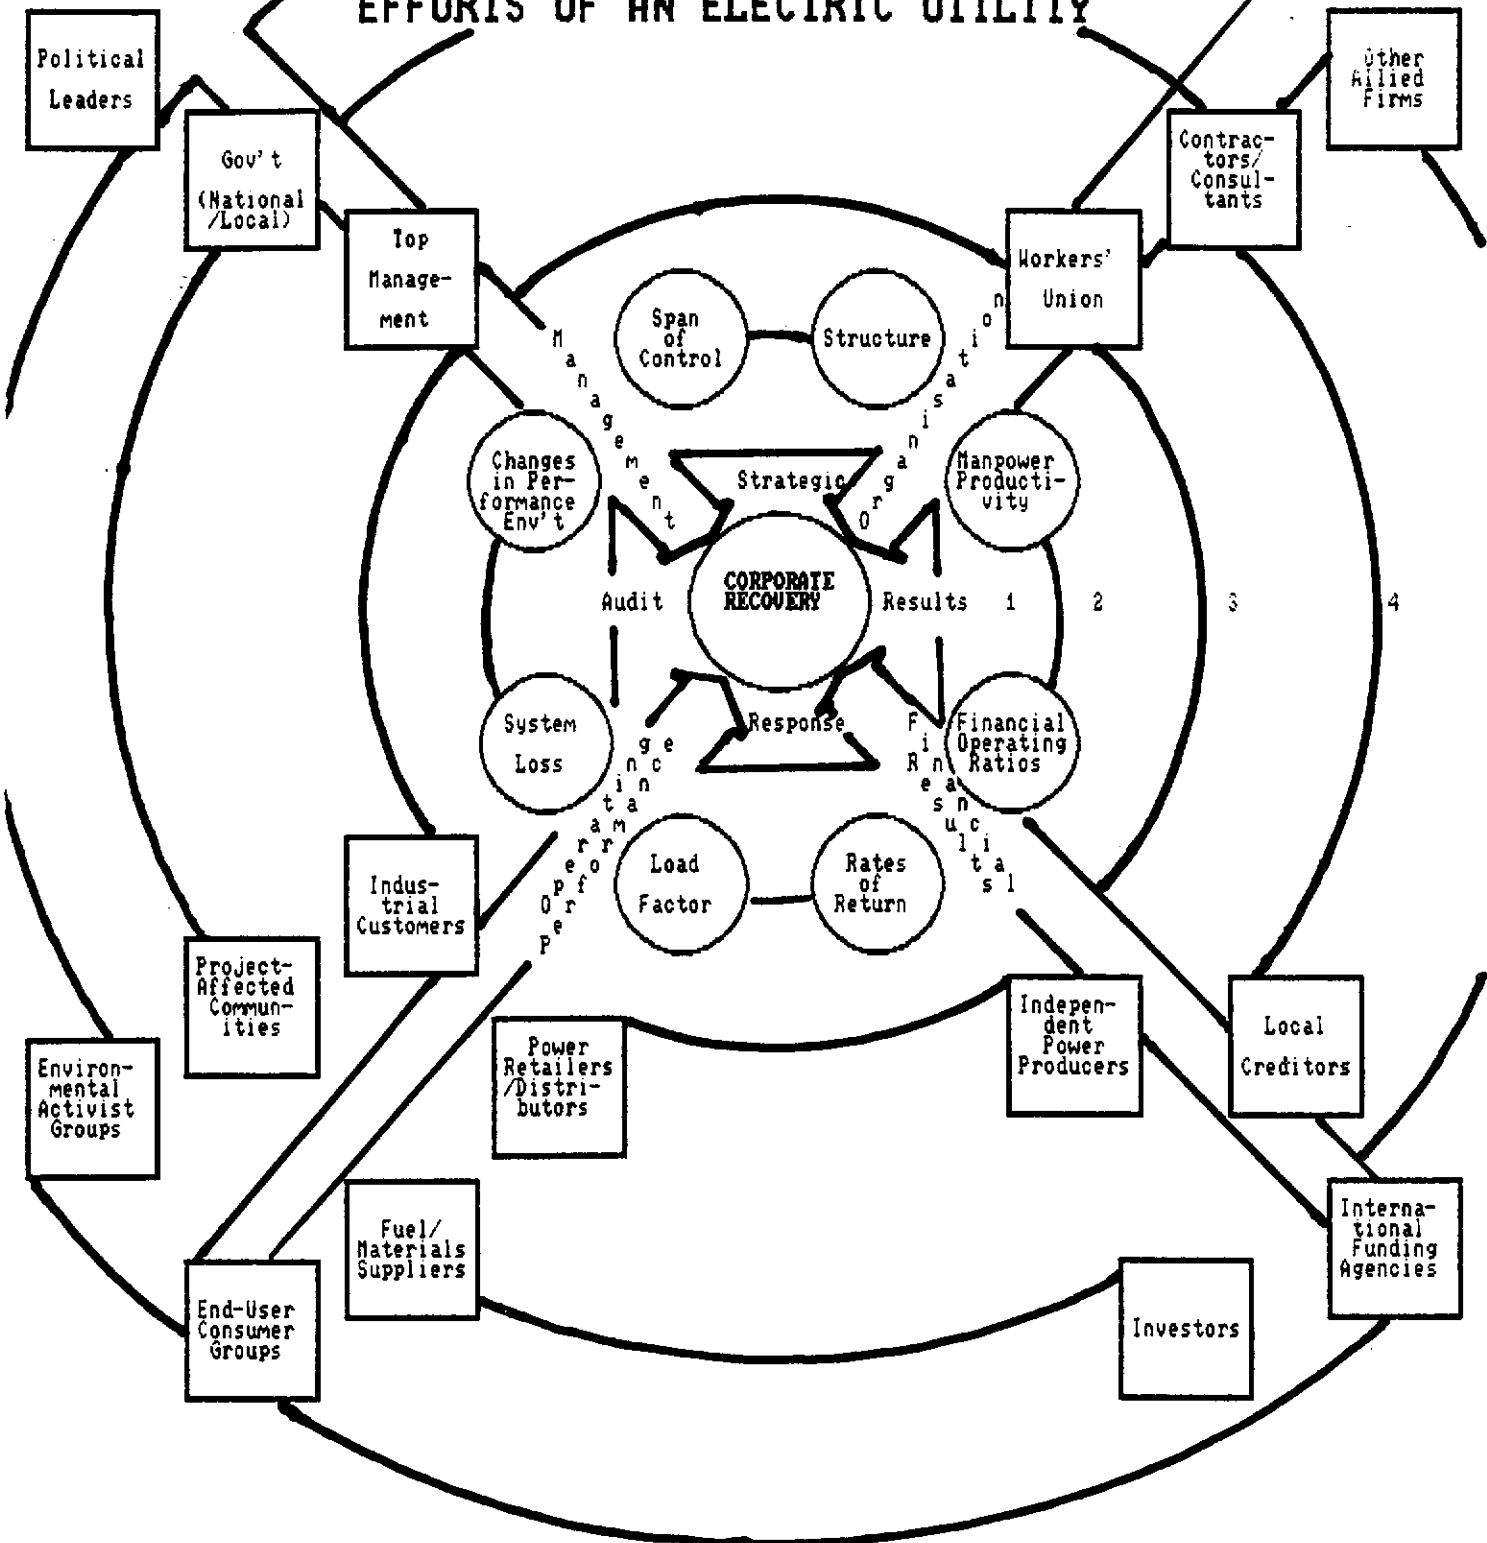 EFFORTS OF AN ELECTRIC UTILITY
Political
Leaders
Other
Allied
Firms
Gov't
(National
/Local)
Contrac-
tors/
Consul-
tants
Top
Manage-
ment
Workers'
Union
Span
of
Control
Structure
Management
Organisation
Changes
in Per-
formance
Env't
Strategic
Manpower
Producti-
vity
Audit
CORPORATE
RECOVERY
Results
1
2
3
4
System
Loss
Response
Financial
Results
Financial
Operating
Ratios
Operating
Performance
Load
Factor
Rates
of
Return
Indus-
trial
Customers
Project-
Affected
Commun-
ities
Power
Retailers
/Distri-
butors
Indepen-
dent
Power
Producers
Local
Creditors
Environ-
mental
Activist
Groups
Fuel/
Materials
Suppliers
Interna-
tional
Funding
Agencies
End-User
Consumer
Groups
Investors